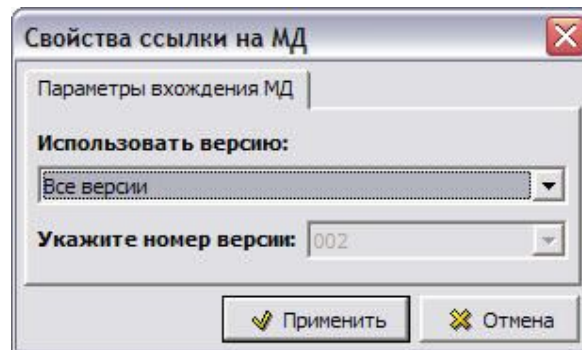 Свойства ссылки на МД
Параметры вхождения МД
Использовать версию:
Все версии
Укажите номер версии: 002
Применить Отмена